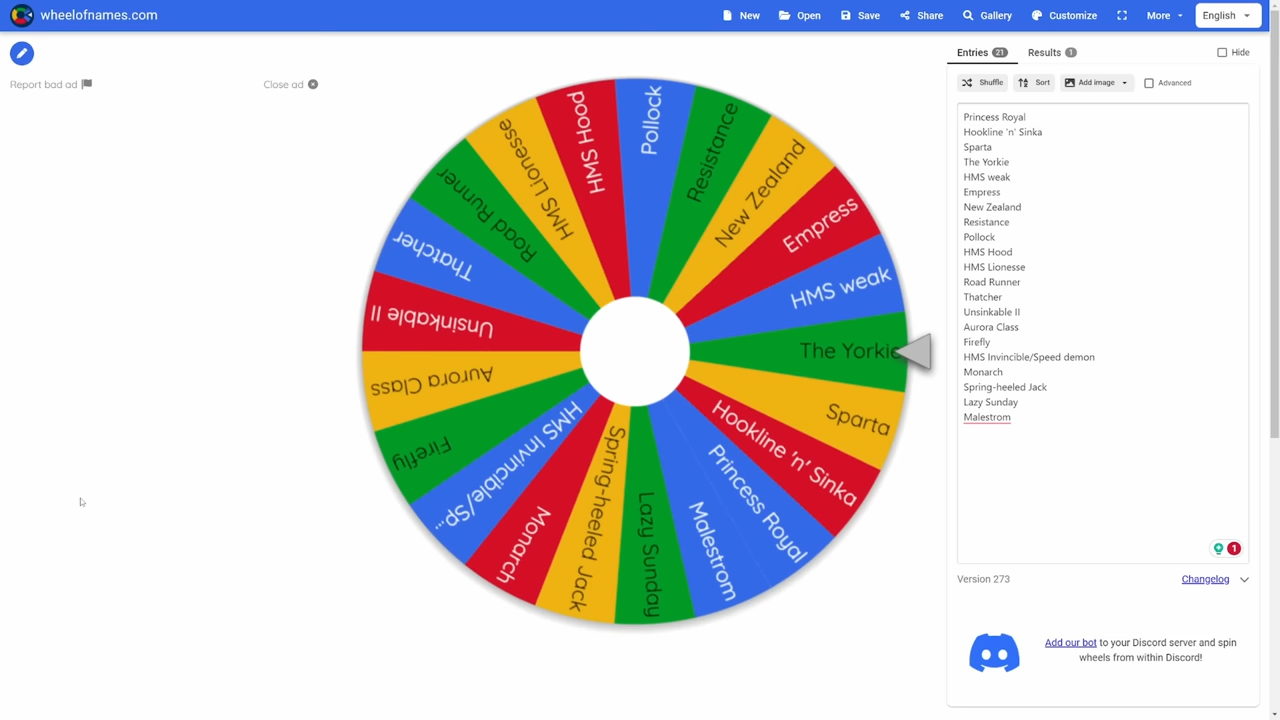 wheelofnames.com
New
Open
Save
Share
Gallery
Customize
More
English
Report bad ad
Close ad
Entries 21
Results 1
Hide
Shuffle
Sort
Add image
Advanced
Princess Royal
Hookline 'n' Sinka
Sparta
The Yorkie
HMS weak
Empress
New Zealand
Resistance
Pollock
HMS Hood
HMS Lionesse
Road Runner
Thatcher
Unsinkable II
Aurora Class
Firefly
HMS Invincible/Speed demon
Monarch
Spring-heeled Jack
Lazy Sunday
Malestrom
1
Version 273
Changelog
Add our bot to your Discord server and spin
wheels from within Discord!
Pollock
Resistance
New Zealand
Empress
HMS weak
The Yorkie
Sparta
Hookline 'n' Sinka
Princess Royal
Malestrom
Lazy Sunday
Spring-heeled Jack
Monarch
HMS Invincible/Sp...
Firefly
Aurora Class
Unsinkable II
Thatcher
Road Runner
HMS Lionesse
HMS Hood